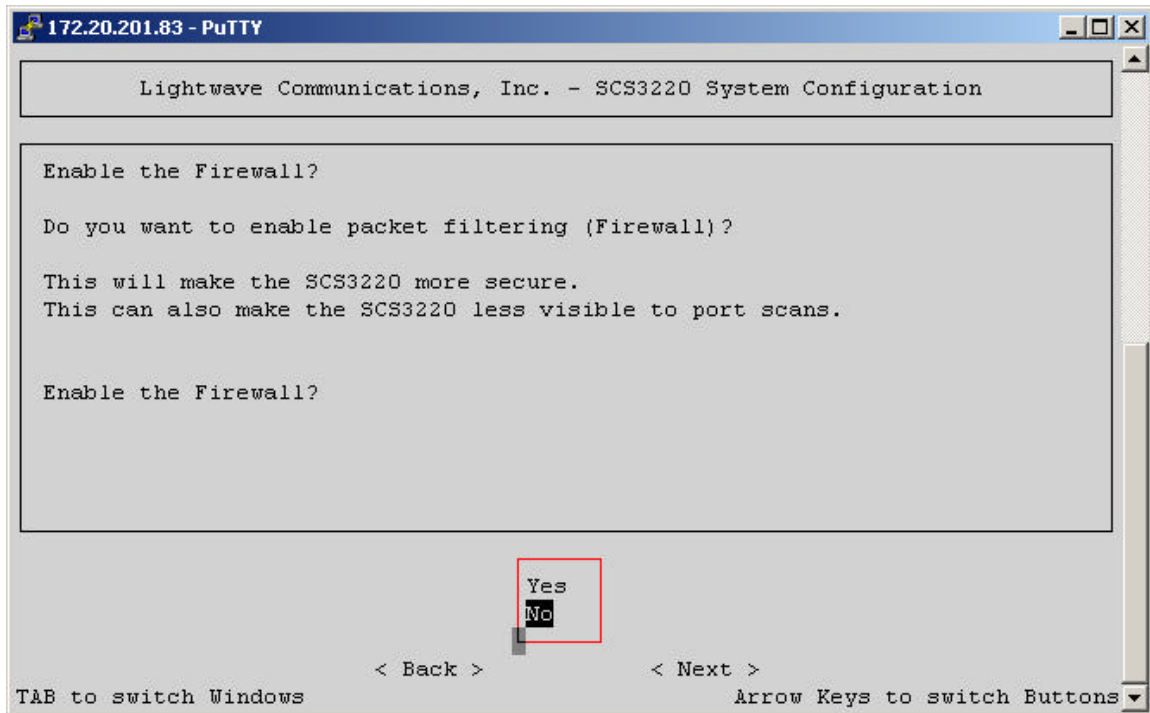 172.20.201.83 - PuTTY
Lightwave Communications, Inc. - SCS3220 System Configuration
Enable the Firewall?
Do you want to enable packet filtering (Firewall)?
This will make the SCS3220 more secure.
This can also make the SCS3220 less visible to port scans.
Enable the Firewall?
Yes
No
< Back > < Next >
TAB to switch Windows Arrow Keys to switch Buttons